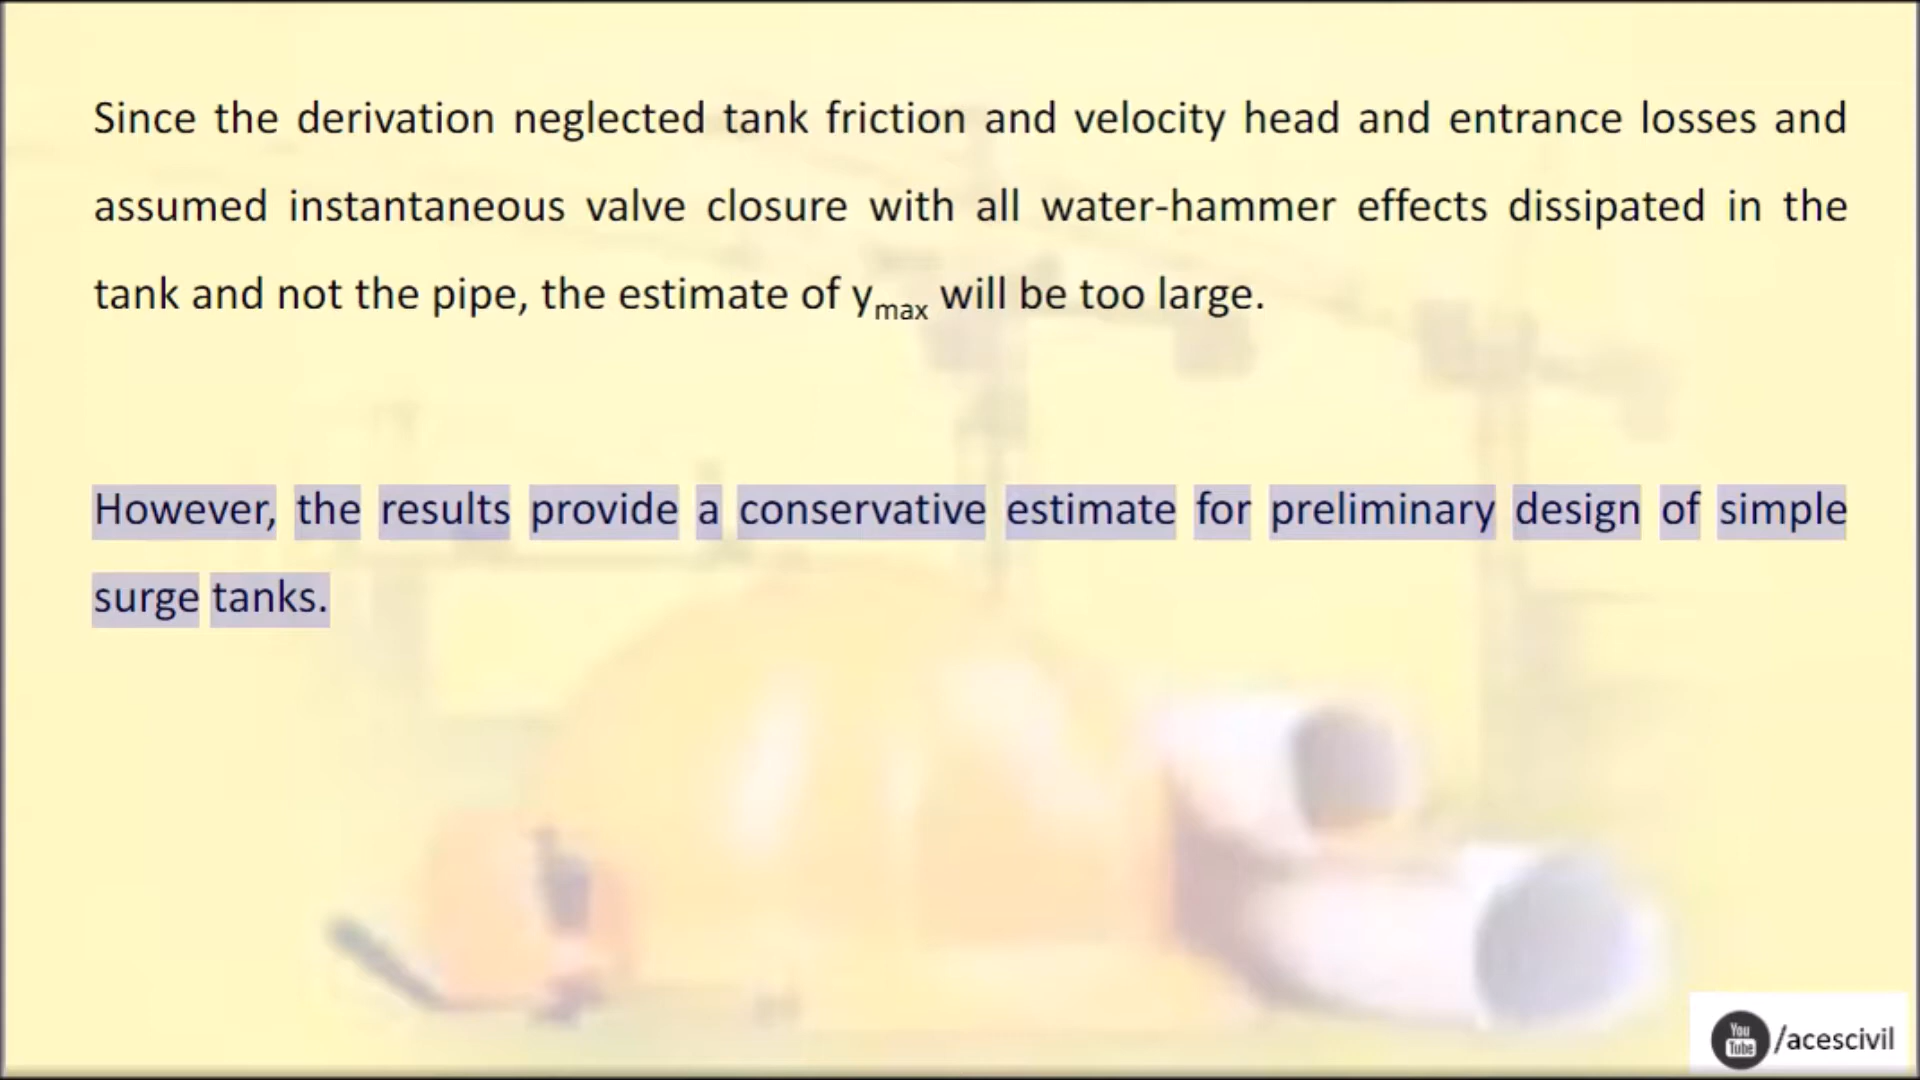 Since the derivation neglected tank friction and velocity head and entrance losses and
assumed instantaneous valve closure with all water-hammer effects dissipated in the
tank and not the pipe, the estimate of ymax will be too large.
However, the results provide a conservative estimate for preliminary design of simple
surge tanks.
You
Tube
/acescivil